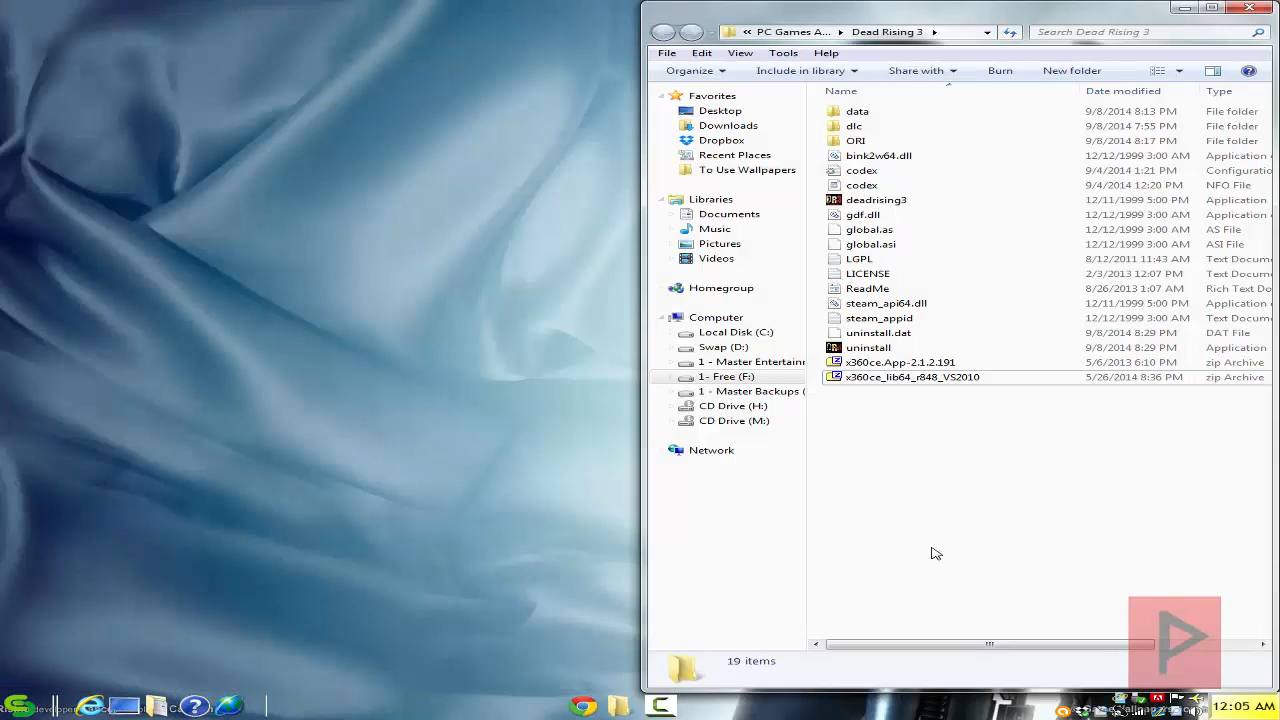 « PC Games A... ▸ Dead Rising 3 ▸
Search Dead Rising 3
File Edit View Tools Help
Organize Include in library Share with Burn New folder
Name Date modified Type
Favorites
Desktop
Downloads
Dropbox
Recent Places
To Use Wallpapers
Libraries
Documents
Music
Pictures
Videos
Homegroup
Computer
Local Disk (C:)
Swap (D:)
1 - Master Entertainn
1- Free (F:)
1 - Master Backups (
CD Drive (H:)
CD Drive (M:)
Network
data 9/8/2014 8:13 PM File folder
dlc 9/8/2014 7:55 PM File folder
ORI 9/8/2014 8:17 PM File folder
bink2w64.dll 12/12/1999 3:00 AM Application
codex 9/4/2014 1:21 PM Configuratio
codex 9/4/2014 12:20 PM NFO File
deadrising3 12/11/1999 5:00 PM Application
gdf.dll 12/12/1999 3:00 AM Application
global.as 12/12/1999 3:00 AM AS File
global.asi 12/12/1999 3:00 AM ASI File
LGPL 8/12/2011 11:43 AM Text Docum
LICENSE 2/3/2013 12:07 PM Text Docum
ReadMe 8/26/2013 1:07 AM Rich Text Do
steam_api64.dll 12/11/1999 5:00 PM Application
steam_appid 12/12/1999 3:00 AM Text Docum
uninstall.dat 9/8/2014 8:29 PM DAT File
uninstall 9/8/2014 8:29 PM Application
x360ce.App-2.1.2.191 5/6/2013 6:10 PM zip Archive
x360ce_lib64_r848_VS2010 5/26/2014 8:36 PM zip Archive
19 items
12:05 AM